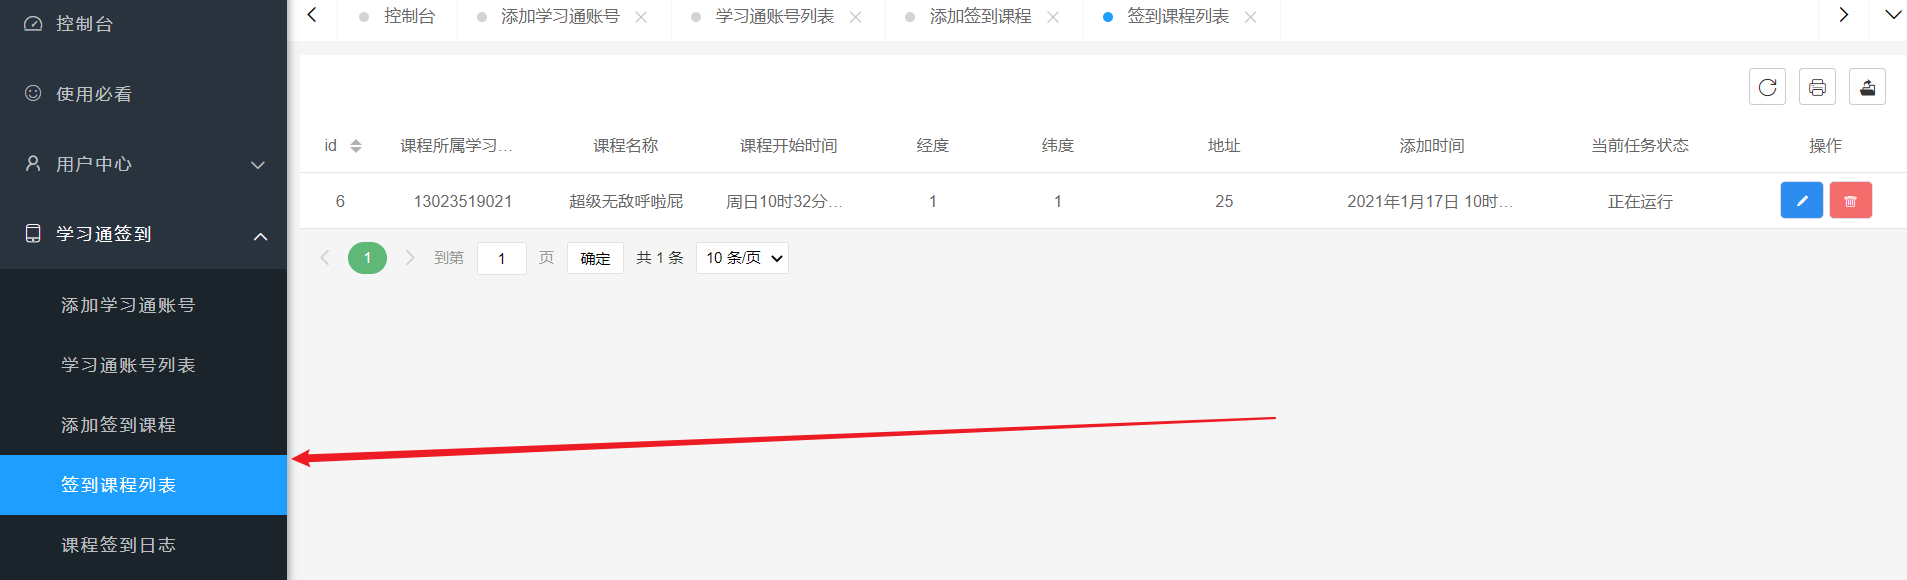 控制台
使用必看
用户中心
学习通签到
添加学习通账号
学习通账号列表
添加签到课程
签到课程列表
课程签到日志
控制台 添加学习通账号 学习通账号列表 添加签到课程 签到课程列表
id 课程所属学习... 课程名称 课程开始时间 经度 纬度 地址 添加时间 当前任务状态 操作
6 13023519021 超级无敌呼啦屁 周日10时32分... 1 1 25 2021年1月17日 10时... 正在运行
1 到第 1 页 确定 共 1 条 10 条/页